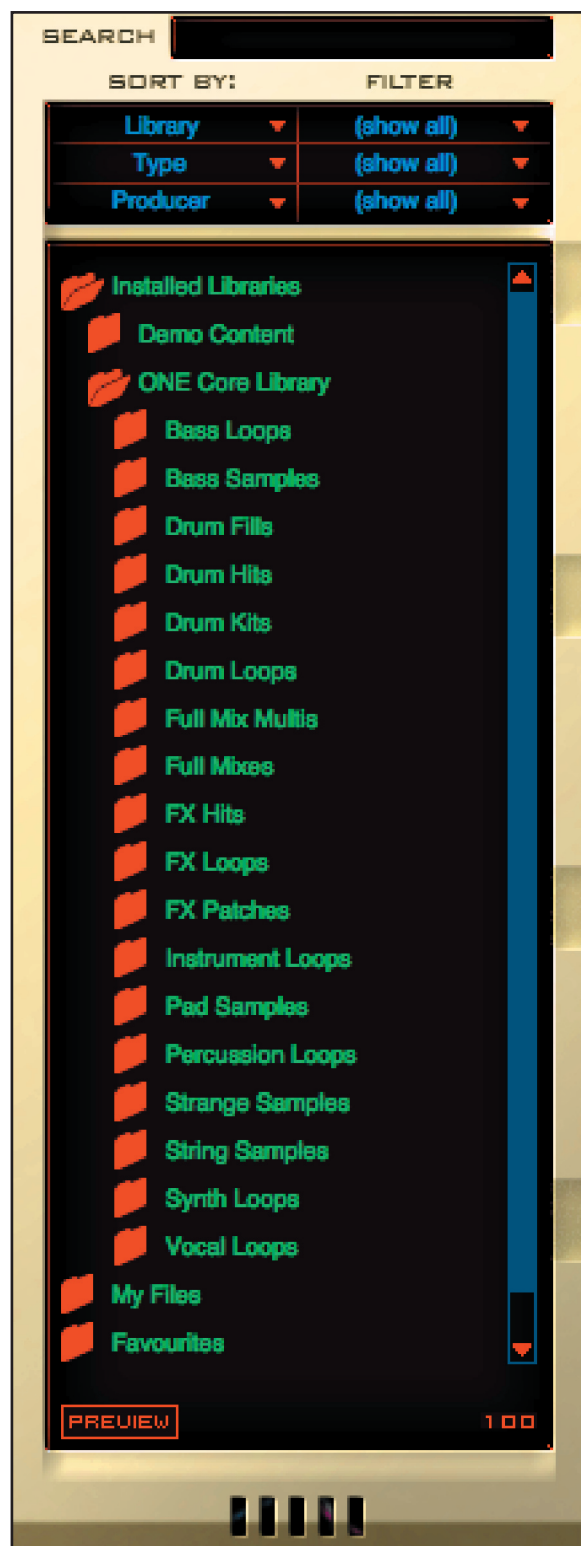 SEARCH
SORT BY: FILTER
Library (show all)
Type (show all)
Producer (show all)
Installed Libraries
Demo Content
ONE Core Library
Bass Loops
Bass Samples
Drum Fills
Drum Hits
Drum Kits
Drum Loops
Full Mix Multis
Full Mixes
FX Hits
FX Loops
FX Patches
Instrument Loops
Pad Samples
Percussion Loops
Strange Samples
String Samples
Synth Loops
Vocal Loops
My Files
Favourites
PREVIEW 100